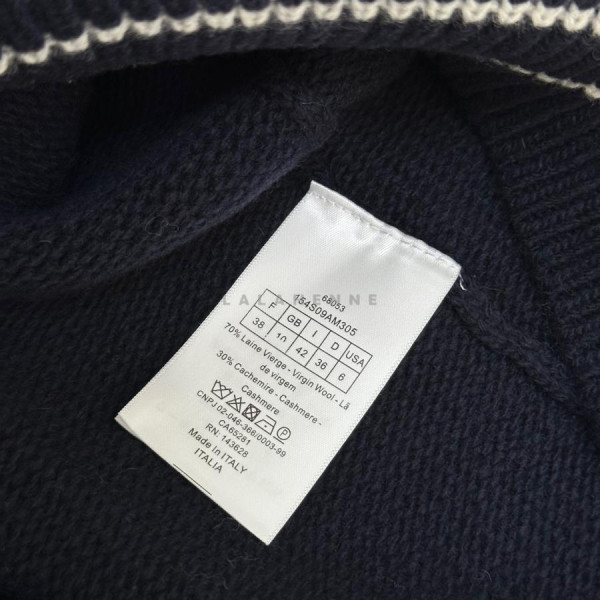 68053
154S09AM305
LALARENNE
F GB I D USA
38 10 42 36 6
70% Laine Vierge - Virgin Wool - Lã
de virgem
30% Cachemire - Cashmere -
Cashmere
CNPJ 02-046-366/0003-99
CA65281
RN: 143628
Made in ITALY
ITALIA